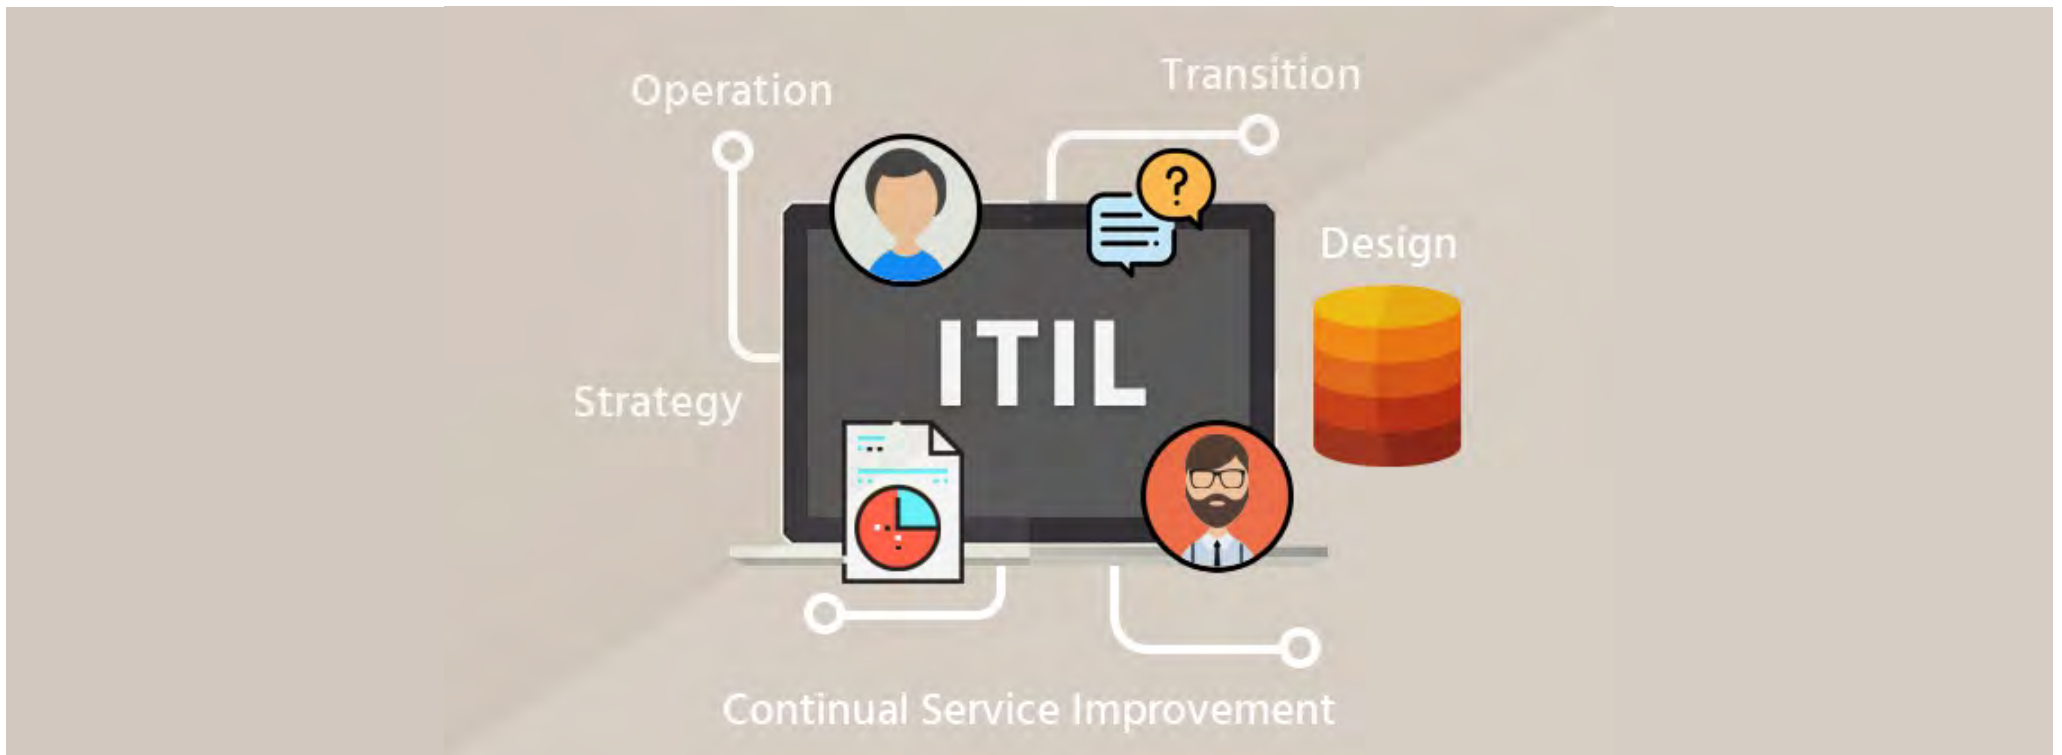 Operation
Transition
Design
ITIL
Strategy
?
Continual Service Improvement